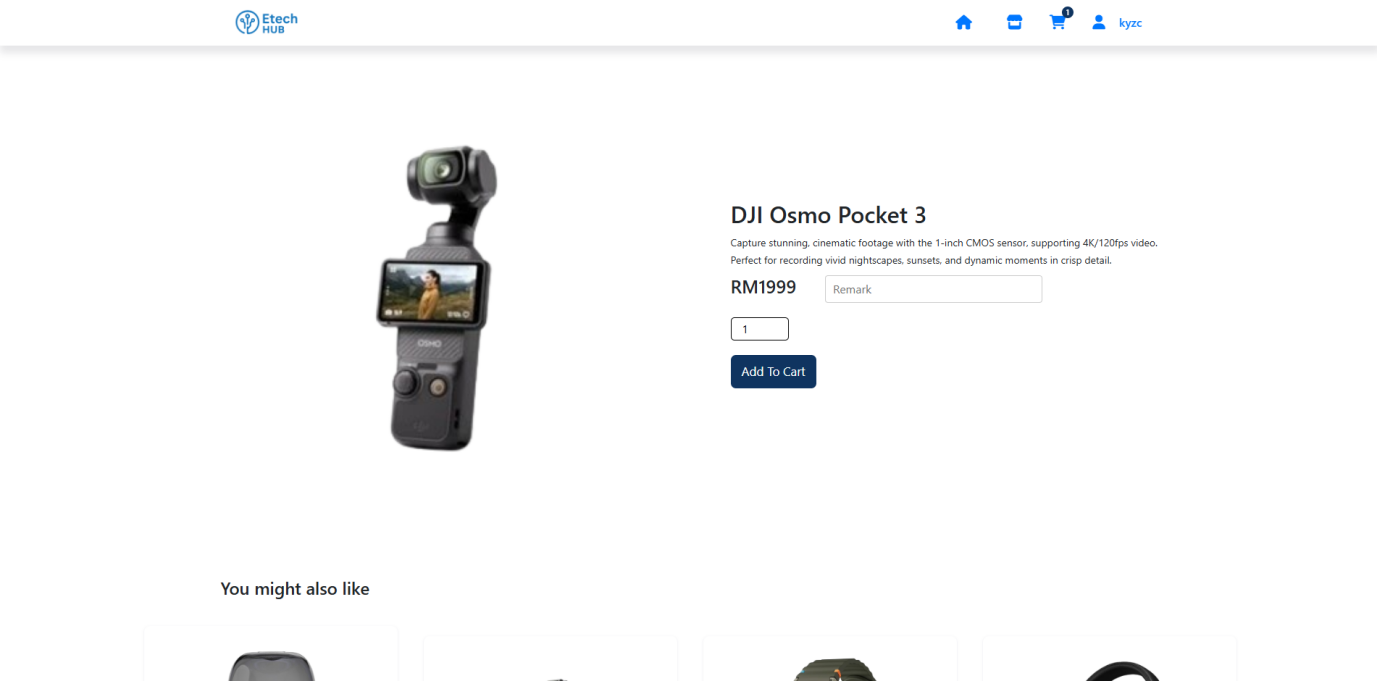 Etech
HUB
1
kyzc
DJI Osmo Pocket 3
Capture stunning, cinematic footage with the 1-inch CMOS sensor, supporting 4K/120fps video.
Perfect for recording vivid nightscapes, sunsets, and dynamic moments in crisp detail.
RM1999
Remark
1
Add To Cart
OSMO
You might also like